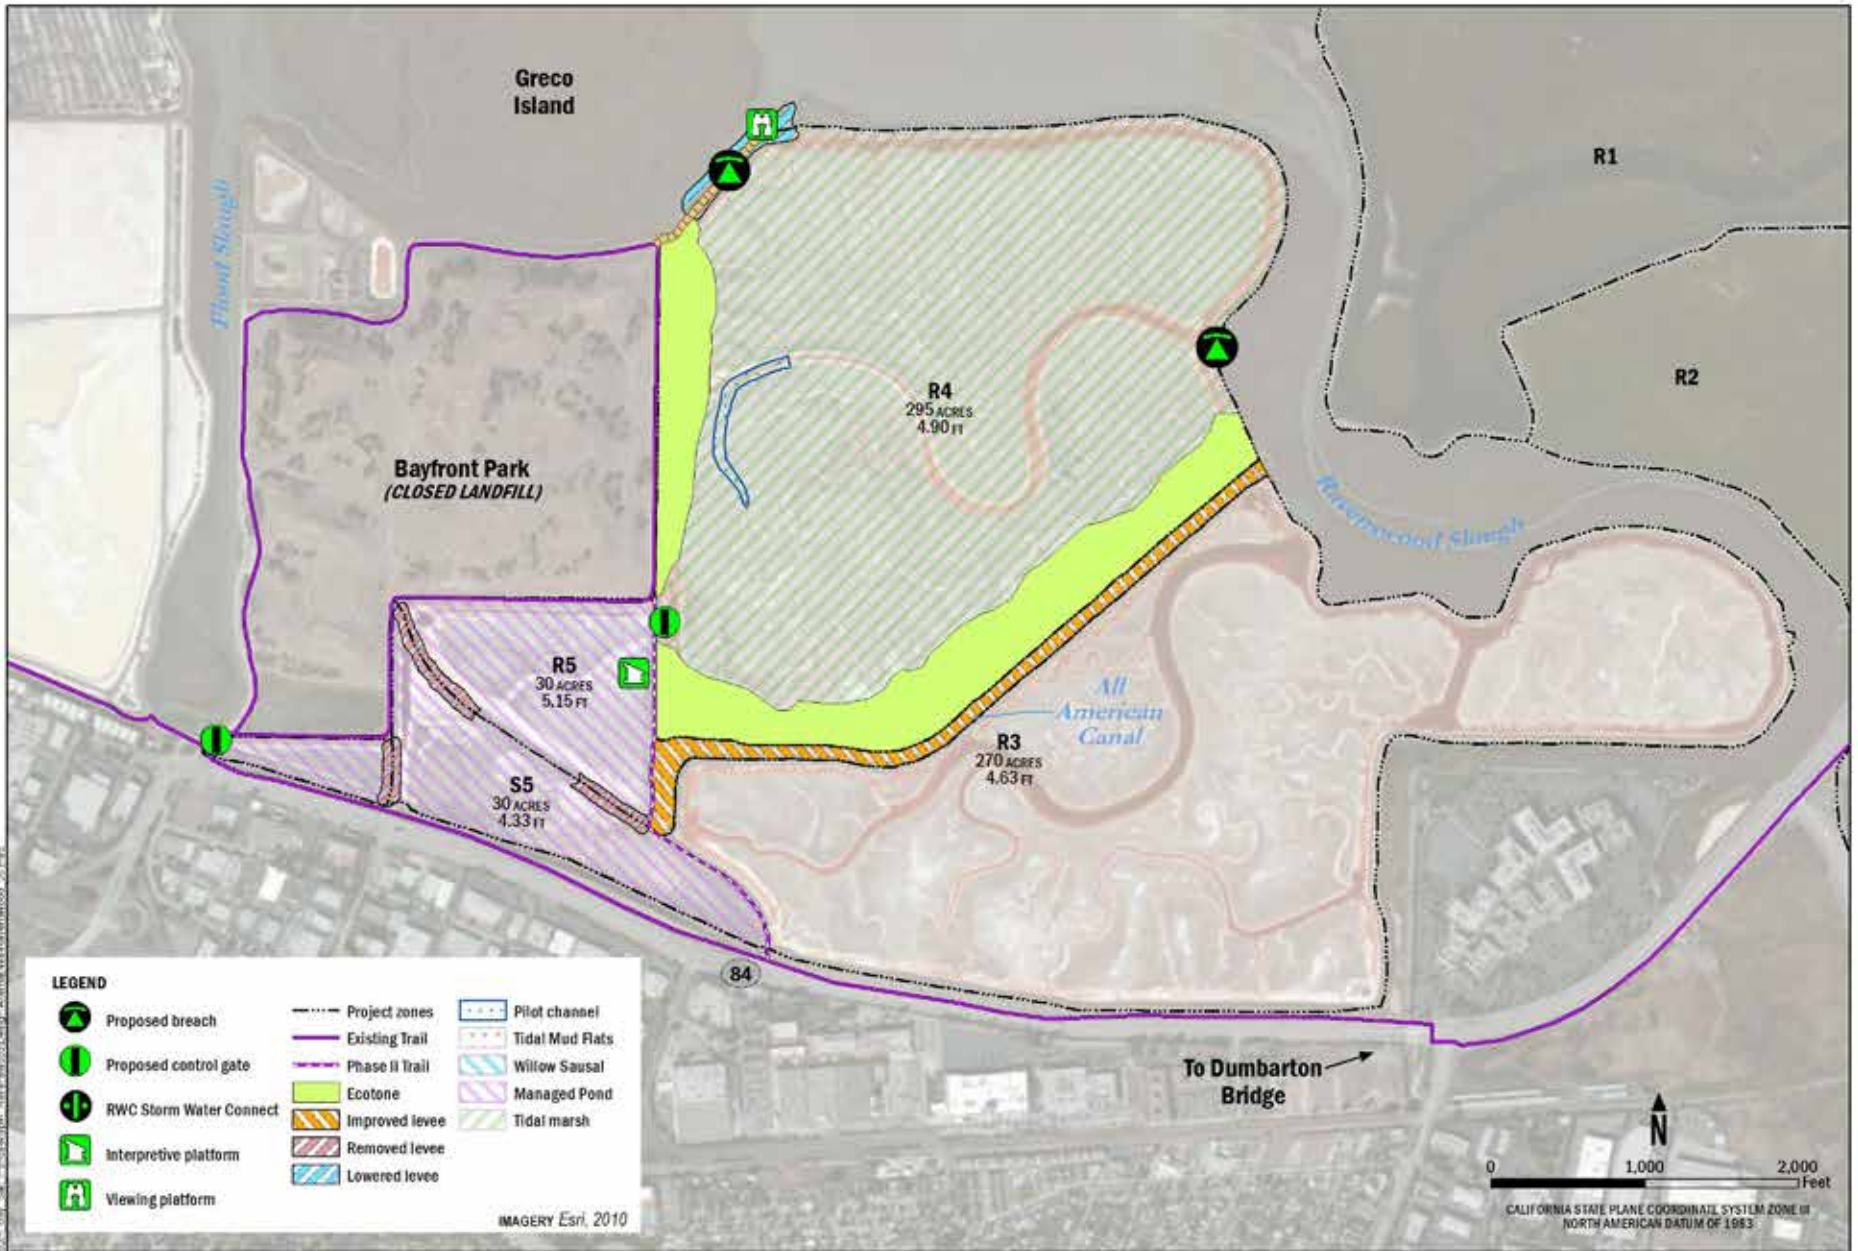 Greco
Island
R1
Flood Slough
R2
R4
295 ACRES
4.90 FT
Bayfront Park
(CLOSED LANDFILL)
Ravenswood Slough
R5
30 ACRES
5.15 FT
All
American
Canal
R3
270 ACRES
4.63 FT
S5
30 ACRES
4.33 FT
84
To Dumbarton
Bridge
LEGEND
Proposed breach
Proposed control gate
RWC Storm Water Connect
Interpretive platform
Viewing platform
Project zones
Existing Trail
Phase II Trail
Ecotone
Improved levee
Removed levee
Lowered levee
Pilot channel
Tidal Mud Flats
Willow Sausal
Managed Pond
Tidal marsh
IMAGERY Esri, 2010
N
0 1,000 2,000
Feet
CALIFORNIA STATE PLANE COORDINATE SYSTEM ZONE III
NORTH AMERICAN DATUM OF 1983